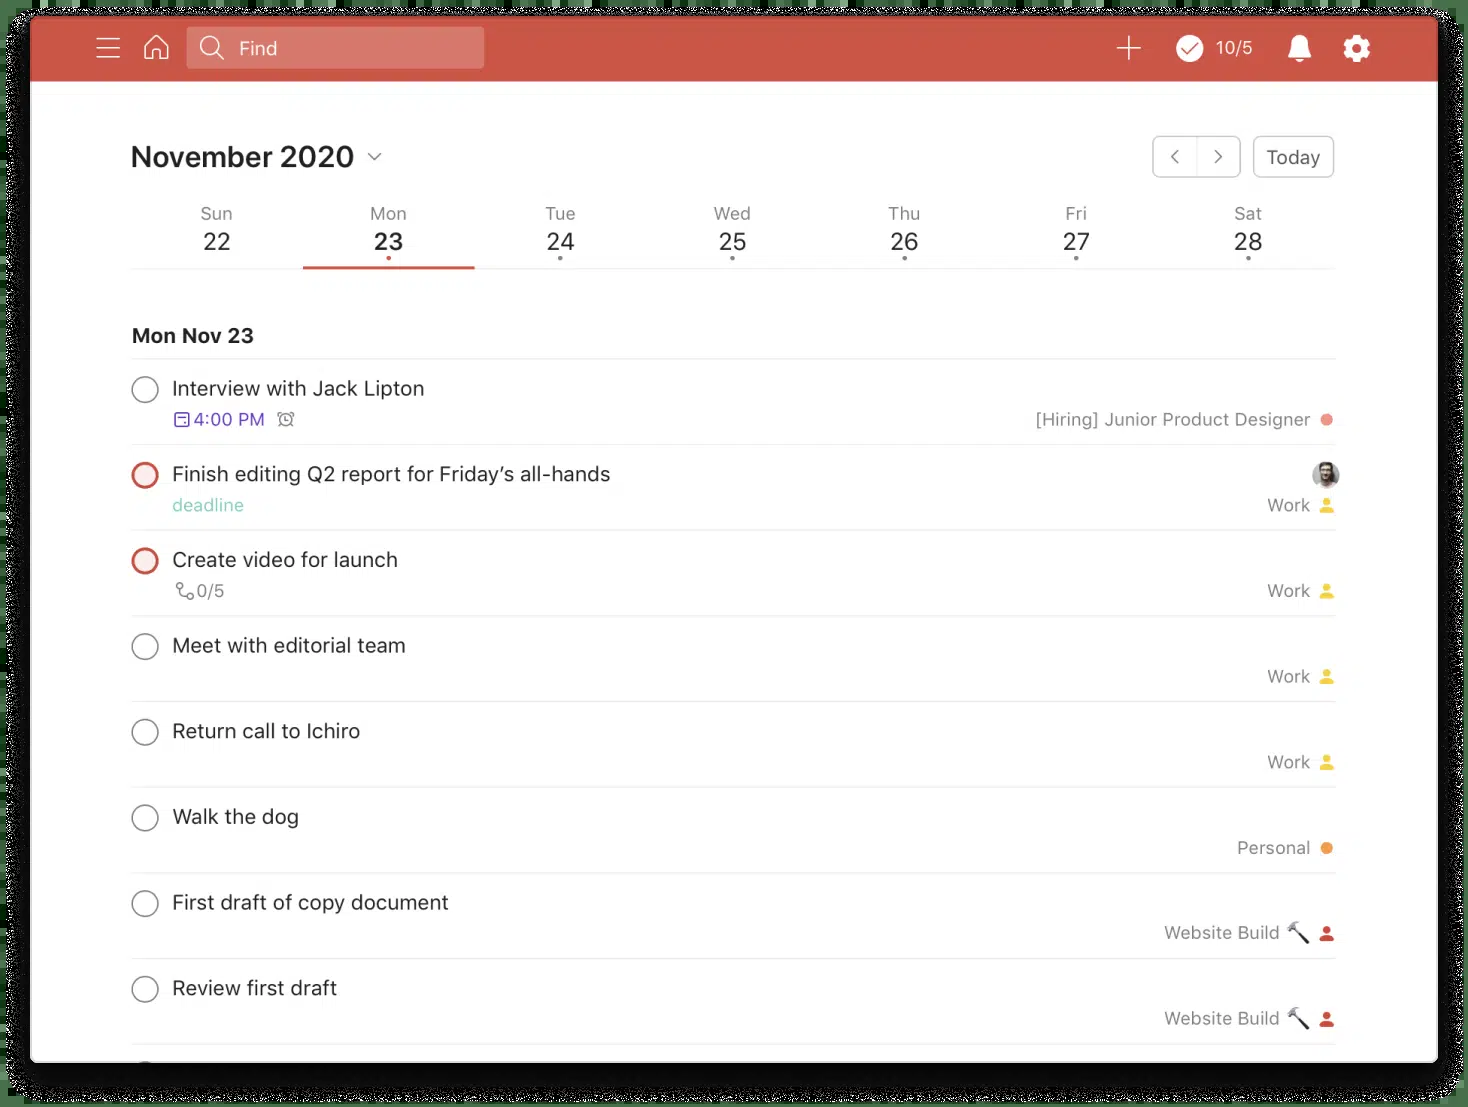 Find
10/5
November 2020
Today
Sun Mon Tue Wed Thu Fri Sat
22 23 24 25 26 27 28
Mon Nov 23
Interview with Jack Lipton
4:00 PM
[Hiring] Junior Product Designer
Finish editing Q2 report for Friday’s all-hands
deadline
Work
Create video for launch
0/5
Work
Meet with editorial team
Work
Return call to Ichiro
Work
Walk the dog
Personal
First draft of copy document
Website Build
Review first draft
Website Build